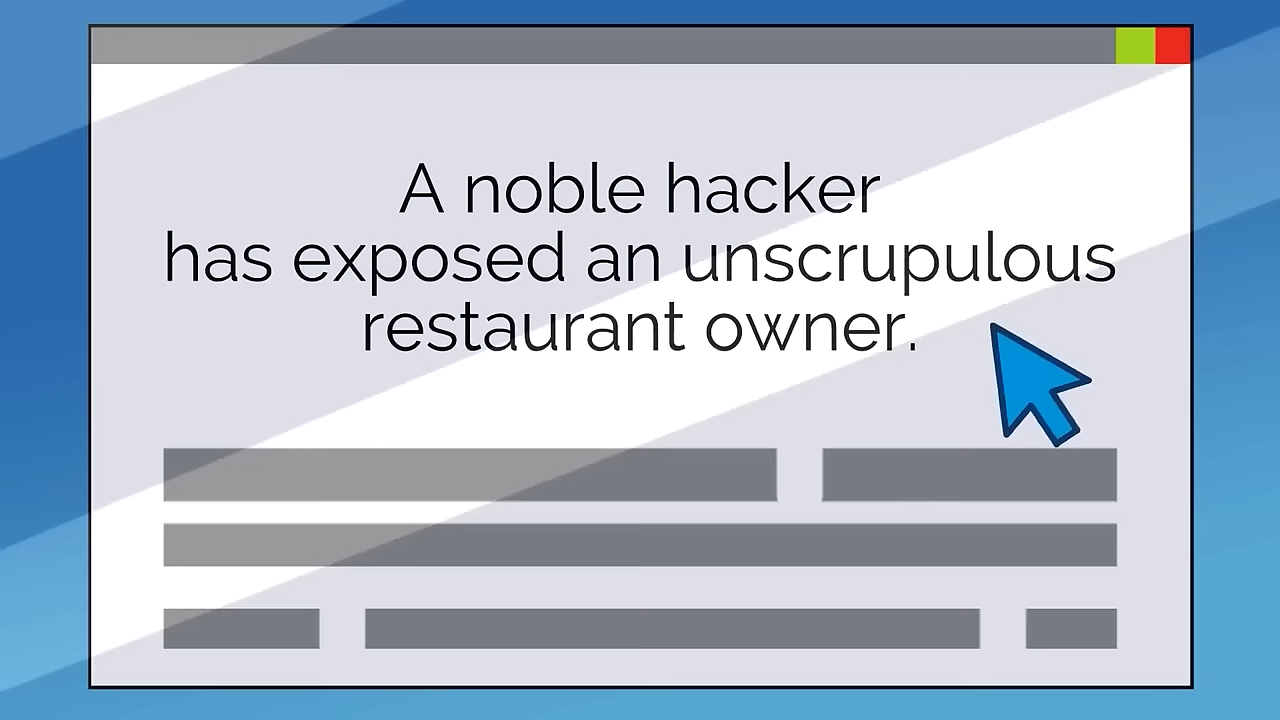 A noble hacker
has exposed an unscrupulous
restaurant owner.